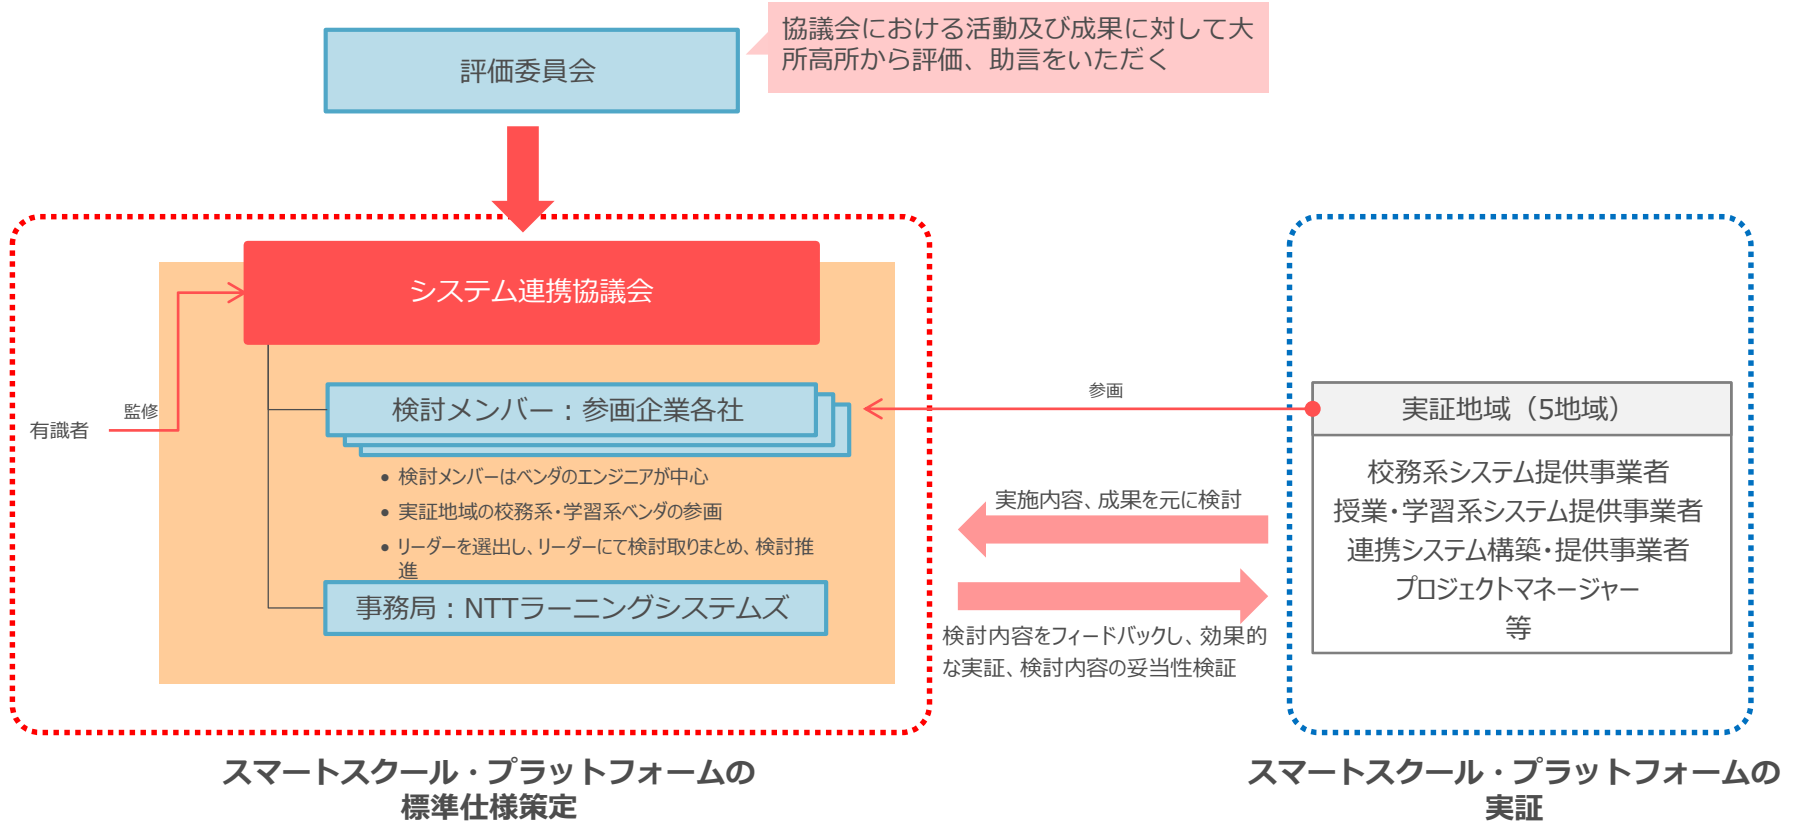 協議会における活動及び成果に対して大
所高所から評価、助言をいただく
評価委員会
システム連携協議会
監修
有識者
検討メンバー：参画企業各社
• 検討メンバーはベンダのエンジニアが中心
• 実証地域の校務系・学習系ベンダの参画
• リーダーを選出し、リーダーにて検討取りまとめ、検討推
進
事務局：NTTラーニングシステムズ
参画
実施内容、成果を元に検討
検討内容をフィードバックし、効果的
な実証、検討内容の妥当性検証
実証地域（5地域）
校務系システム提供事業者
授業・学習系システム提供事業者
連携システム構築・提供事業者
プロジェクトマネージャー
等
スマートスクール・プラットフォームの
標準仕様策定
スマートスクール・プラットフォームの
実証